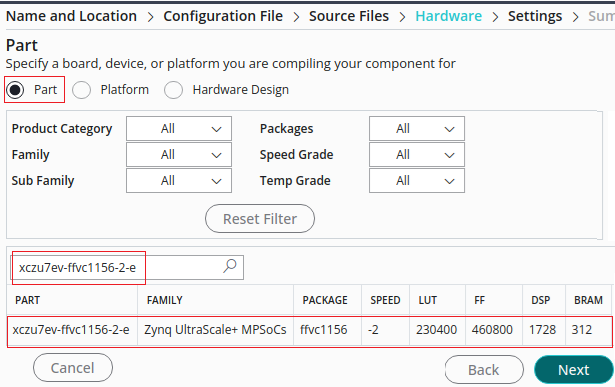 Name and Location > Configuration File > Source Files > Hardware > Settings > Sum
Part
Specify a board, device, or platform you are compiling your component for
Part Platform Hardware Design
Product Category All Packages All
Family All Speed Grade All
Sub Family All Temp Grade All
Reset Filter
xczu7ev-ffvc1156-2-e
PART FAMILY PACKAGE SPEED LUT FF DSP BRAM
xczu7ev-ffvc1156-2-e Zynq UltraScale+ MPSoCs ffvc1156 -2 230400 460800 1728 312
Cancel Back Next